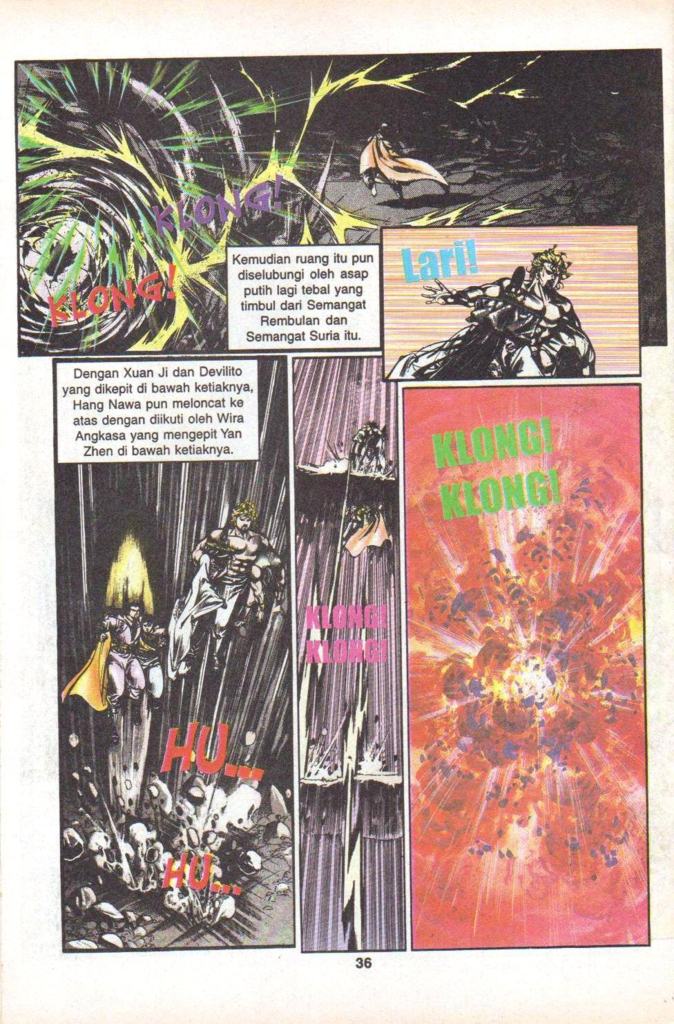 KLONG!
KLONG!
Kemudian ruang itu pun
diselubungi oleh asap
putih lagi tebal yang
timbul dari Semangat
Rembulan dan
Semangat Suria itu.
Lari!
Dengan Xuan Ji dan Devilito
yang dikepit di bawah ketiaknya,
Hang Nawa pun meloncat ke
atas dengan diikuti oleh Wira
Angkasa yang mengepit Yan
Zhen di bawah ketiaknya.
HU...
HU...
KLONG!
KLONG!
KLONG!
KLONG!
36